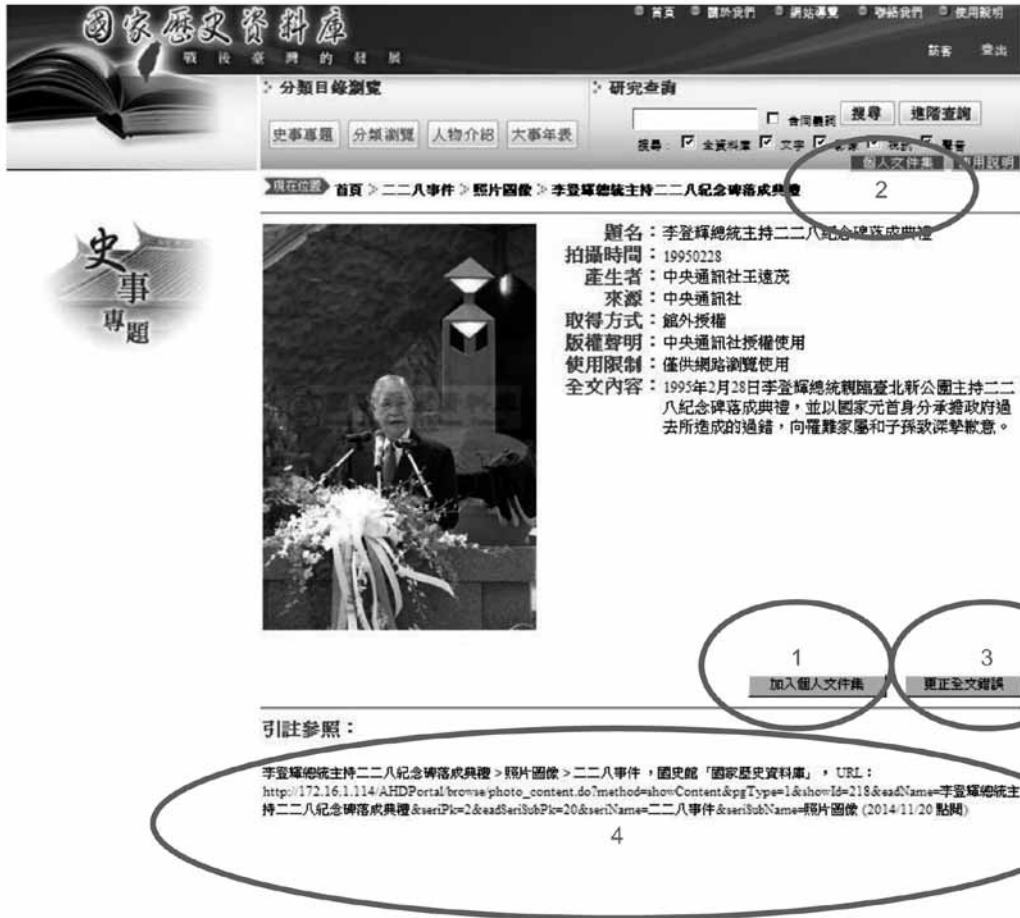 國家歷史資料庫
戰後臺灣的發展
首頁 關於我們 網站導覽 聯絡我們 使用說明
訪客 登出
分類目錄瀏覽
史事專題 分類瀏覽 人物介紹 大事年表
研究查詢
含同義詞 搜尋 進階查詢
搜尋： 全資料庫 文字 影像 視訊 聲音
個人文件集 使用說明
2
現在位置 首頁 > 二二八事件 > 照片圖像 > 李登輝總統主持二二八紀念碑落成典禮
史事專題
題名：李登輝總統主持二二八紀念碑落成典禮
拍攝時間：19950228
產生者：中央通訊社王遠茂
來源：中央通訊社
取得方式：館外授權
版權聲明：中央通訊社授權使用
使用限制：僅供網路瀏覽使用
全文內容：1995年2月28日李登輝總統親臨臺北新公園主持二二
八紀念碑落成典禮，並以國家元首身分承擔政府過
去所造成的過錯，向罹難家屬和子孫致深摯歉意。
1
加入個人文件集
3
更正全文錯誤
引註參照：
李登輝總統主持二二八紀念碑落成典禮 > 照片圖像 > 二二八事件 ，國史館「國家歷史資料庫」， URL：
http://172.16.1.114/AHDPortal/browse/photo_content.do?method=showContent&pgType=1&showId=218&eadName=李登輝總統主
持二二八紀念碑落成典禮&seriPk=2&eadSeriSubPk=20&seriName=二二八事件&seriSubName=照片圖像 (2014/11/20 點閱)
4